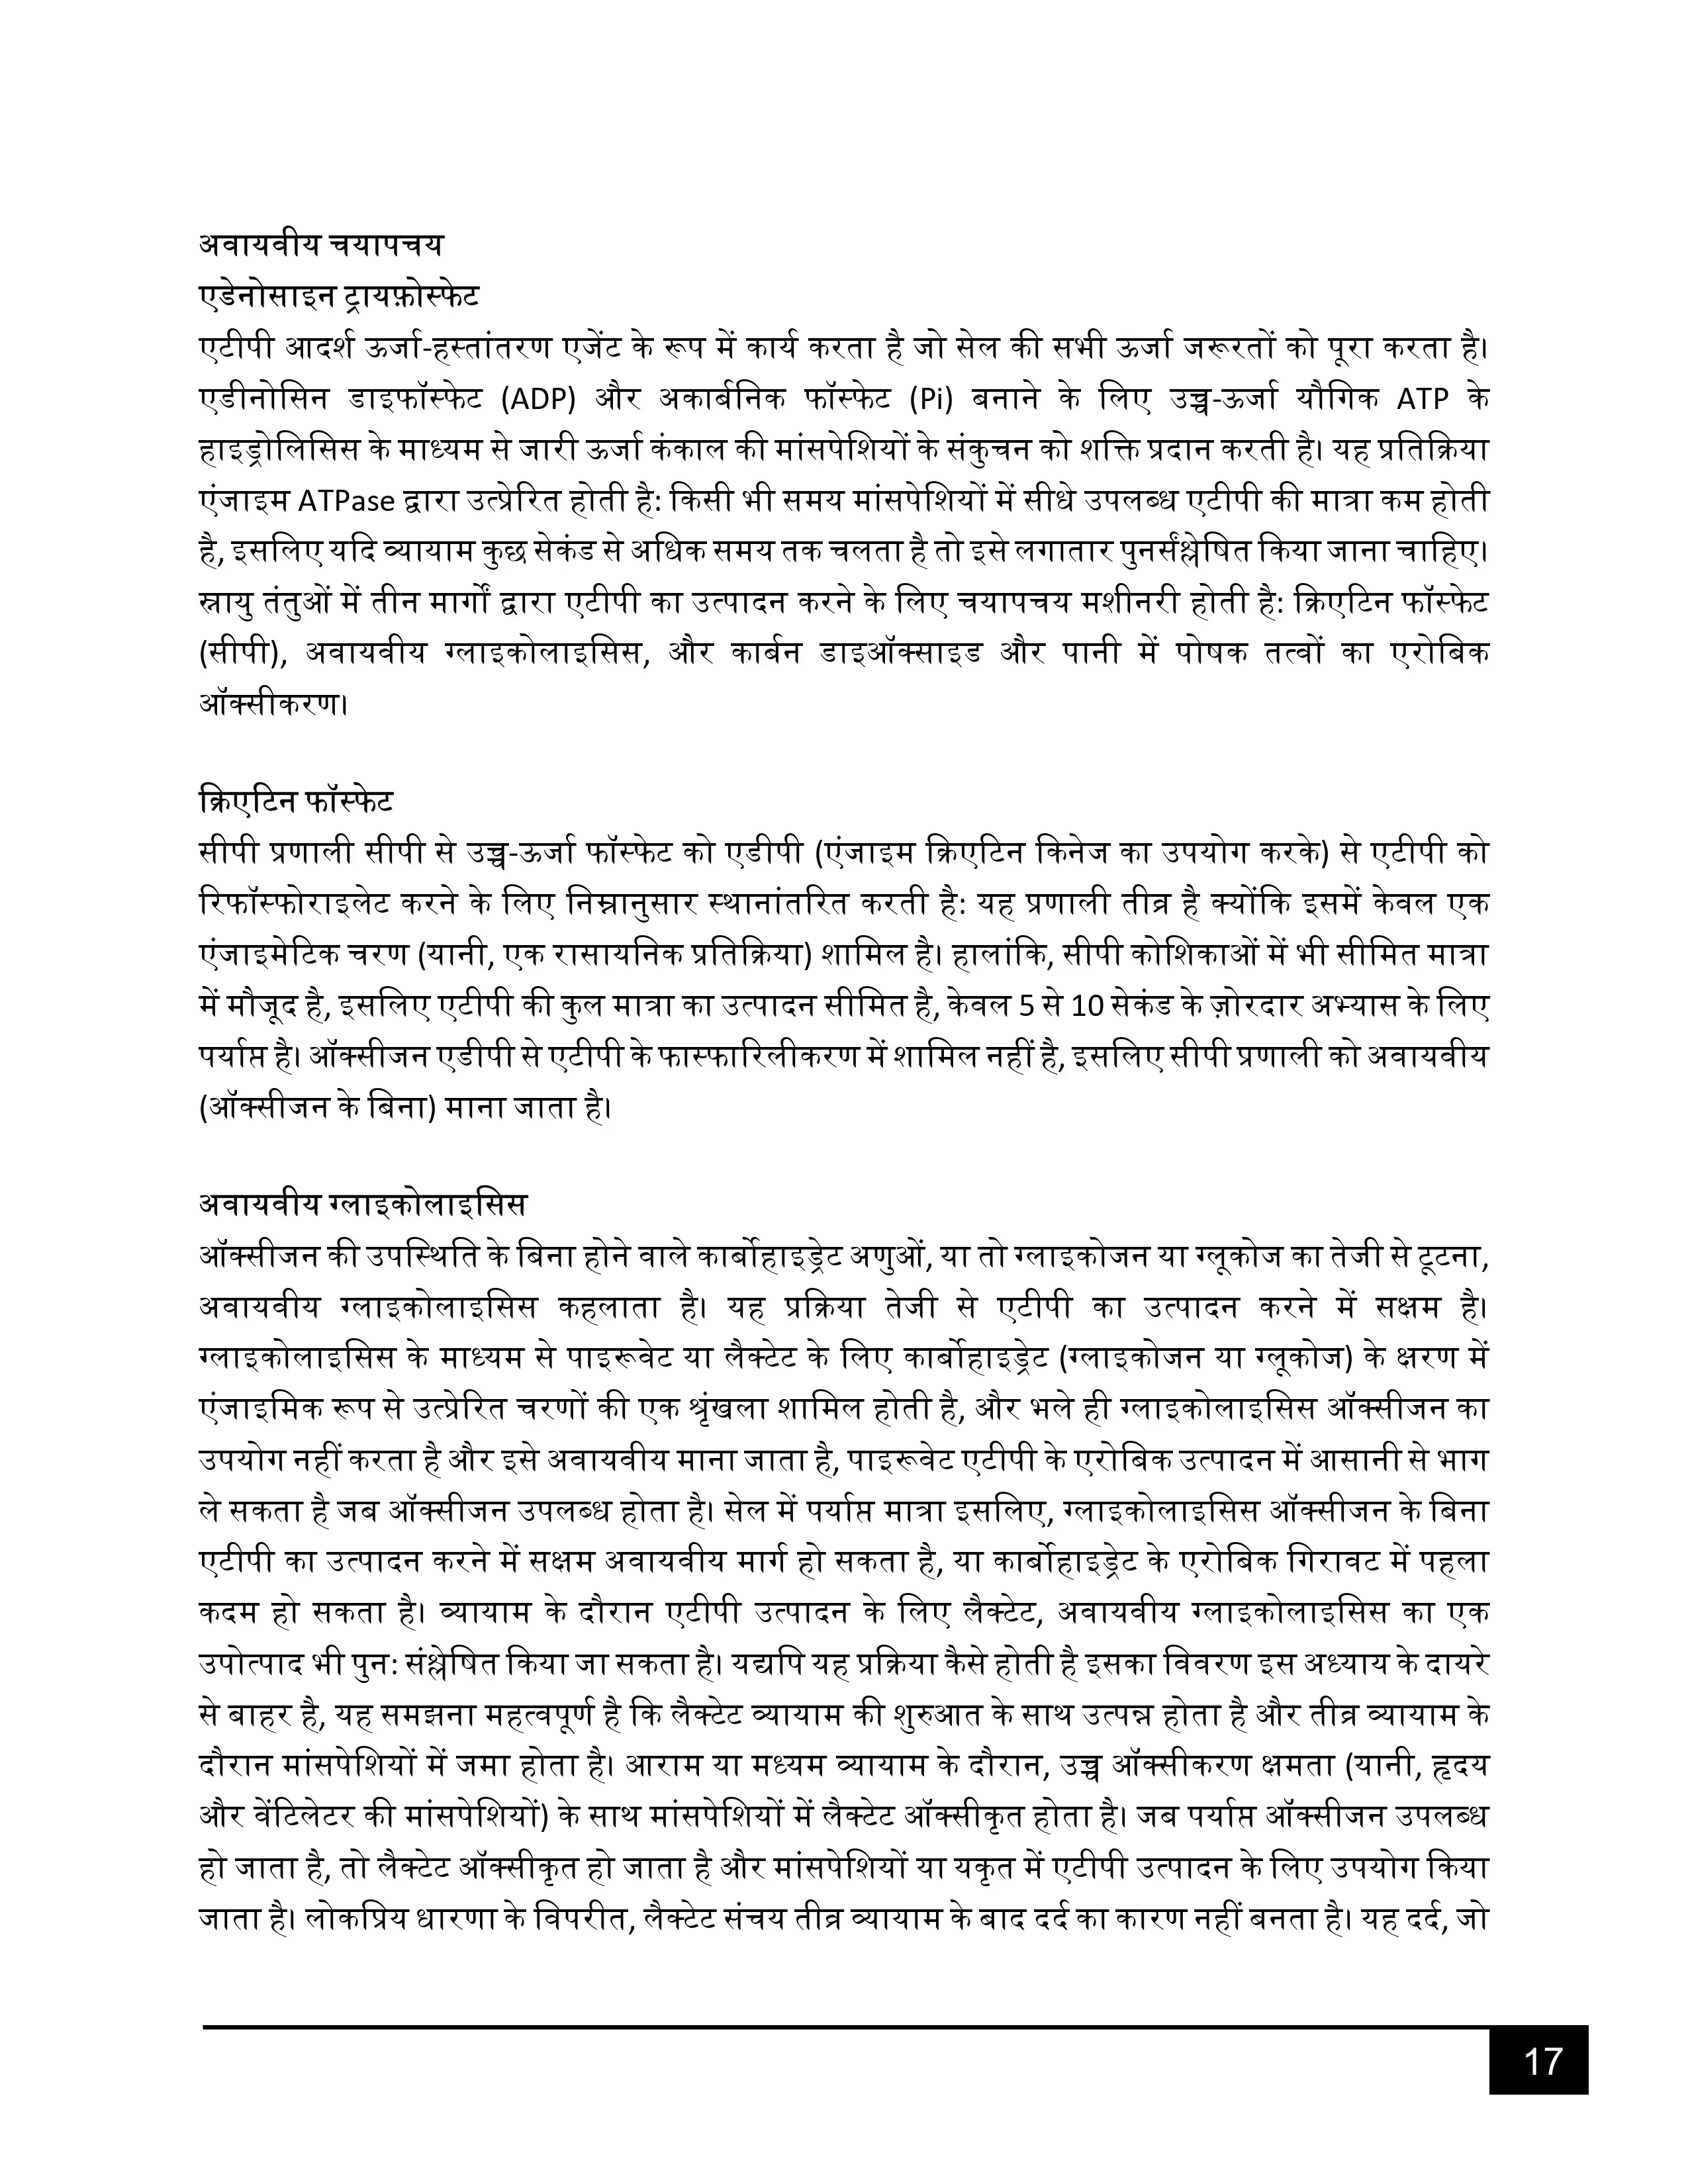 अवायवीय चयापचय
एडेनोसाइन ट्रायफ़ोस्फेट
एटीपी आदर्श ऊर्जा-हस्तांतरण एजेंट के रूप में कार्य करता है जो सेल की सभी ऊर्जा जरूरतों को पूरा करता है।
एडीनोसिन डाइफॉस्फेट (ADP) और अकार्बनिक फॉस्फेट (Pi) बनाने के लिए उच्च-ऊर्जा यौगिक ATP के
हाइड्रोलिसिस के माध्यम से जारी ऊर्जा कंकाल की मांसपेशियों के संकुचन को शक्ति प्रदान करती है। यह प्रतिक्रिया
एंजाइम ATPase द्वारा उत्प्रेरित होती है: किसी भी समय मांसपेशियों में सीधे उपलब्ध एटीपी की मात्रा कम होती
है, इसलिए यदि व्यायाम कुछ सेकंड से अधिक समय तक चलता है तो इसे लगातार पुनर्संश्लेषित किया जाना चाहिए।
स्नायु तंतुओं में तीन मार्गों द्वारा एटीपी का उत्पादन करने के लिए चयापचय मशीनरी होती है: क्रिएटिन फॉस्फेट
(सीपी), अवायवीय ग्लाइकोलाइसिस, और कार्बन डाइऑक्साइड और पानी में पोषक तत्वों का एरोबिक
ऑक्सीकरण।
क्रिएटिन फॉस्फेट
सीपी प्रणाली सीपी से उच्च-ऊर्जा फॉस्फेट को एडीपी (एंजाइम क्रिएटिन किनेज का उपयोग करके) से एटीपी को
रिफॉस्फोराइलेट करने के लिए निम्नानुसार स्थानांतरित करती है: यह प्रणाली तीव्र है क्योंकि इसमें केवल एक
एंजाइमेटिक चरण (यानी, एक रासायनिक प्रतिक्रिया) शामिल है। हालांकि, सीपी कोशिकाओं में भी सीमित मात्रा
में मौजूद है, इसलिए एटीपी की कुल मात्रा का उत्पादन सीमित है, केवल 5 से 10 सेकंड के ज़ोरदार अभ्यास के लिए
पर्याप्त है। ऑक्सीजन एडीपी से एटीपी के फास्फारिलीकरण में शामिल नहीं है, इसलिए सीपी प्रणाली को अवायवीय
(ऑक्सीजन के बिना) माना जाता है।
अवायवीय ग्लाइकोलाइसिस
ऑक्सीजन की उपस्थिति के बिना होने वाले कार्बोहाइड्रेट अणुओं, या तो ग्लाइकोजन या ग्लूकोज का तेजी से टूटना,
अवायवीय ग्लाइकोलाइसिस कहलाता है। यह प्रक्रिया तेजी से एटीपी का उत्पादन करने में सक्षम है।
ग्लाइकोलाइसिस के माध्यम से पाइरूवेट या लैक्टेट के लिए कार्बोहाइड्रेट (ग्लाइकोजन या ग्लूकोज) के क्षरण में
एंजाइमिक रूप से उत्प्रेरित चरणों की एक श्रृंखला शामिल होती है, और भले ही ग्लाइकोलाइसिस ऑक्सीजन का
उपयोग नहीं करता है और इसे अवायवीय माना जाता है, पाइरूवेट एटीपी के एरोबिक उत्पादन में आसानी से भाग
ले सकता है जब ऑक्सीजन उपलब्ध होता है। सेल में पर्याप्त मात्रा इसलिए, ग्लाइकोलाइसिस ऑक्सीजन के बिना
एटीपी का उत्पादन करने में सक्षम अवायवीय मार्ग हो सकता है, या कार्बोहाइड्रेट के एरोबिक गिरावट में पहला
कदम हो सकता है। व्यायाम के दौरान एटीपी उत्पादन के लिए लैक्टेट, अवायवीय ग्लाइकोलाइसिस का एक
उपोत्पाद भी पुन: संश्लेषित किया जा सकता है। यद्यपि यह प्रक्रिया कैसे होती है इसका विवरण इस अध्याय के दायरे
से बाहर है, यह समझना महत्वपूर्ण है कि लैक्टेट व्यायाम की शुरुआत के साथ उत्पन्न होता है और तीव्र व्यायाम के
दौरान मांसपेशियों में जमा होता है। आराम या मध्यम व्यायाम के दौरान, उच्च ऑक्सीकरण क्षमता (यानी, हृदय
और वेंटिलेटर की मांसपेशियों) के साथ मांसपेशियों में लैक्टेट ऑक्सीकृत होता है। जब पर्याप्त ऑक्सीजन उपलब्ध
हो जाता है, तो लैक्टेट ऑक्सीकृत हो जाता है और मांसपेशियों या यकृत में एटीपी उत्पादन के लिए उपयोग किया
जाता है। लोकप्रिय धारणा के विपरीत, लैक्टेट संचय तीव्र व्यायाम के बाद दर्द का कारण नहीं बनता है। यह दर्द, जो
17